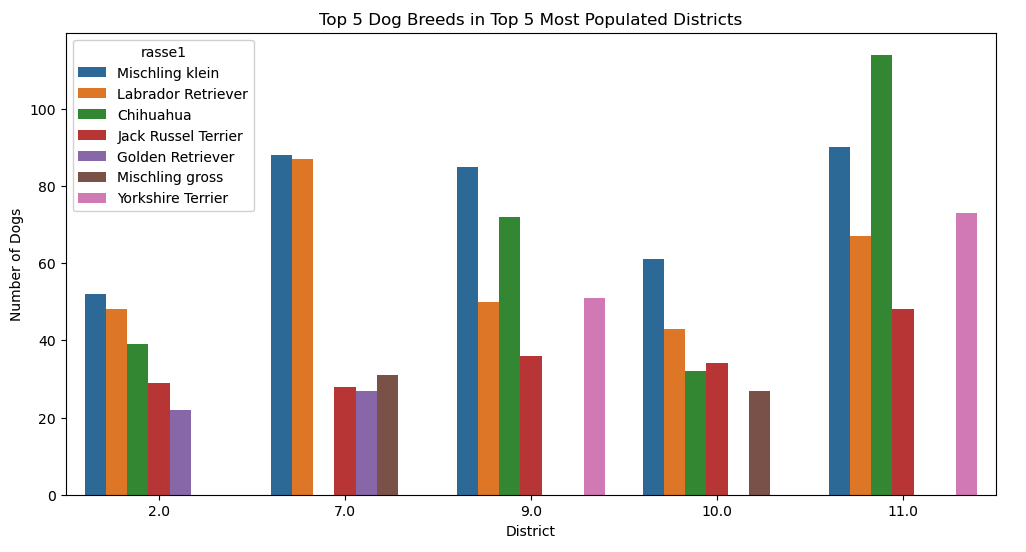 Top 5 Dog Breeds in Top 5 Most Populated Districts
rasse1
Mischling klein
Labrador Retriever
Chihuahua
Jack Russel Terrier
Golden Retriever
Mischling gross
Yorkshire Terrier
Number of Dogs
100
80
60
40
20
0
2.0 7.0 9.0 10.0 11.0
District